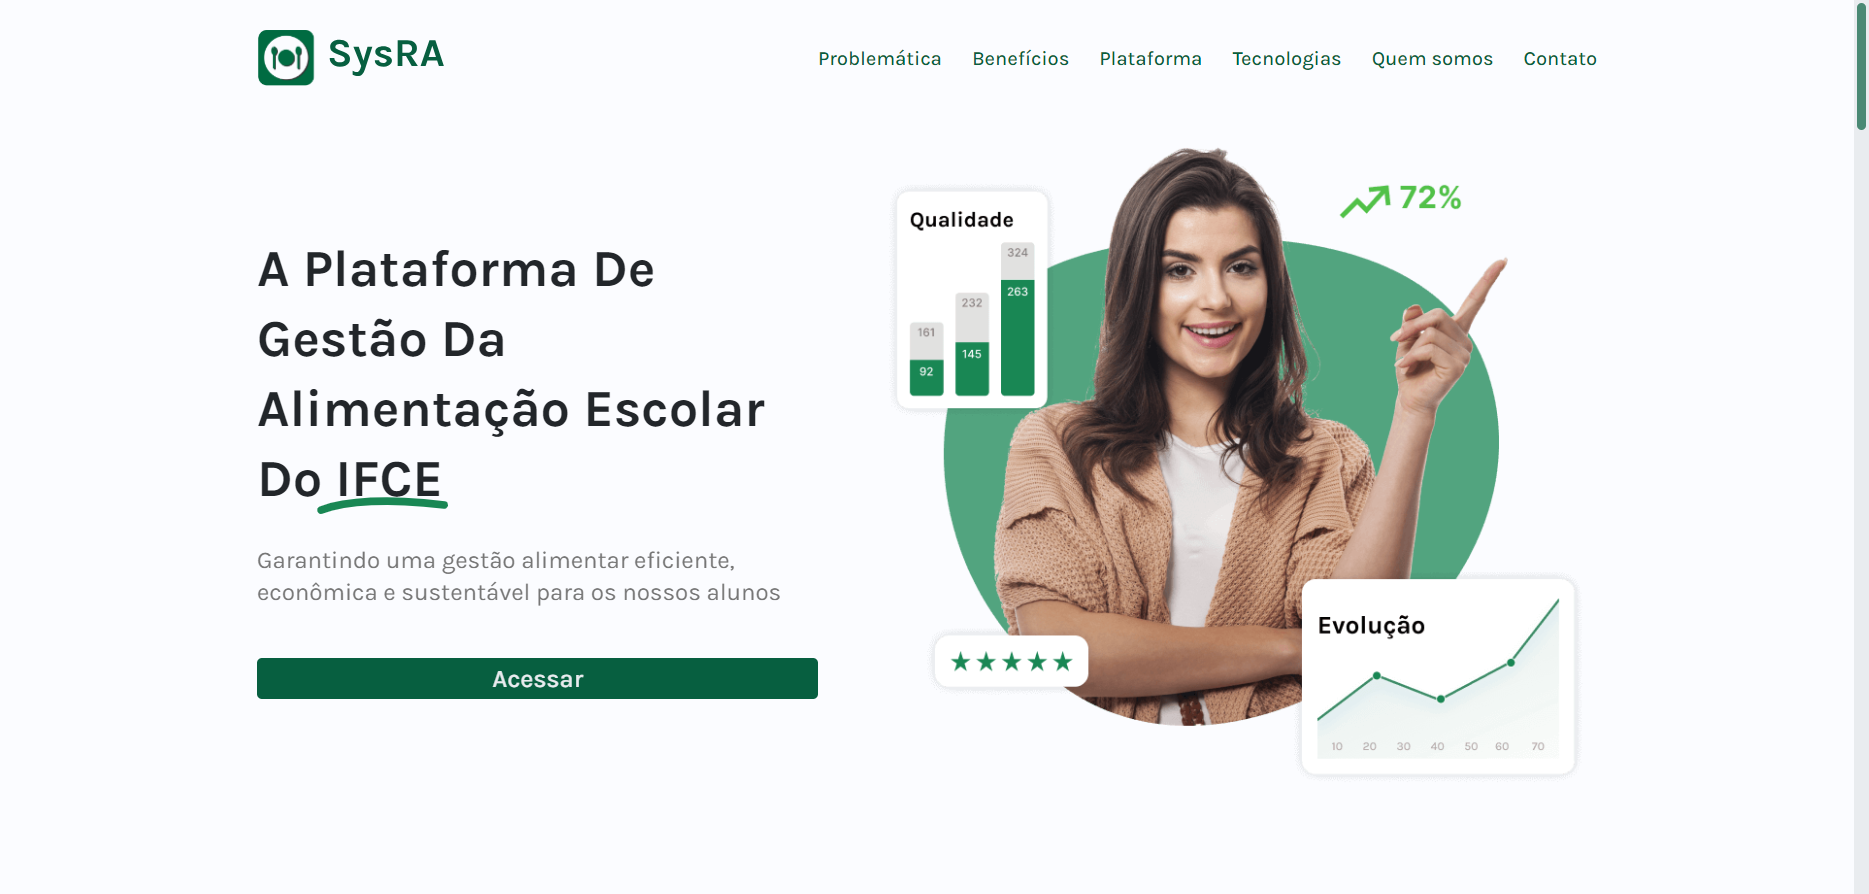 SysRA
Problemática Benefícios Plataforma Tecnologias Quem somos Contato
A Plataforma De
Gestão Da
Alimentação Escolar
Do IFCE
Garantindo uma gestão alimentar eficiente,
econômica e sustentável para os nossos alunos
Acessar
72%
Qualidade
324
263
232
145
161
92
Evolução
10 20 30 40 50 60 70